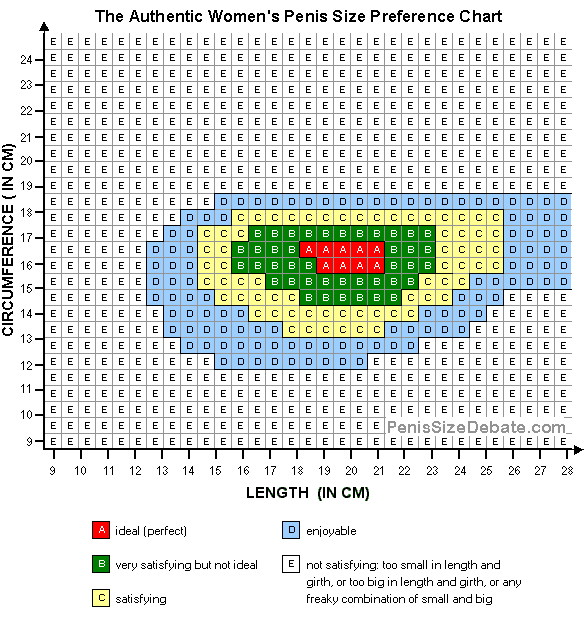 The Authentic Women's Penis Size Preference Chart
CIRCUMFERENCE ( IN CM)
E E E E E E E E E E E E E E E E E E E E E E E E E E E E E E E
24 E E E E E E E E E E E E E E E E E E E E E E E E E E E E E E E
E E E E E E E E E E E E E E E E E E E E E E E E E E E E E E E
23 E E E E E E E E E E E E E E E E E E E E E E E E E E E E E E E
22 E E E E E E E E E E E E E E E E E E E E E E E E E E E E E E E
E E E E E E E E E E E E E E E E E E E E E E E E E E E E E E E
21 E E E E E E E E E E E E E E E E E E E E E E E E E E E E E E E
20 E E E E E E E E E E E E E E E E E E E E E E E E E E E E E E E
E E E E E E E E E E E E E E E E E E E E E E E E E E E E E E E
19 E E E E E E E E E E E E E E E E E E E E E E E E E E E E E E E
E E E E E E E E E E D D D D D D D D D D D D D D D D D D D D D
18 E E E E E E E E D D D C C C C C C C C C C C C C C C C D D D D
17 E E E E E E E D D C C C B B B B B B B B B B B C C C C D D D D
E E E E E E D D D C C B B B B A A A A A B B B C C C C D D D D
16 E E E E E E D D D C C B B B B B A A A A B B B C C C C D D D D
15 E E E E E E D D D C C C C B B B B B B B B B C C C D D D D D D
E E E E E E D D D D C C C C C B B B B B B C C C D D D E E E E
14 E E E E E E E D D D D D C C C C C C C C C C D D D D E E E E E
13 E E E E E E E D D D D D D D C C C C C C D D D D D E E E E E E
E E E E E E E E D D D D D D D D D D D D D D E E E E E E E E E
12 E E E E E E E E E E D D D D D D D D D E E E E E E E E E E E E
11 E E E E E E E E E E E E E E E E E E E E E E E E E E E E E E E
E E E E E E E E E E E E E E E E E E E E E E E E E E E E E E E
10 E E E E E E E E E E E E E E E E E E E E E E E E E E E E E E E
E E E E E E E E E E E E E E E E E E E E PenisSizeDebate.com
9 E E E E E E E E E E E E E E E E E E E E E E E E E E E E E E E
9 10 11 12 13 14 15 16 17 18 19 20 21 22 23 24 25 26 27 28
LENGTH (IN CM)
A ideal (perfect)
B very satisfying but not ideal
C satisfying
D enjoyable
E not satisfying: too small in length and
girth, or too big in length and girth, or any
freaky combination of small and big